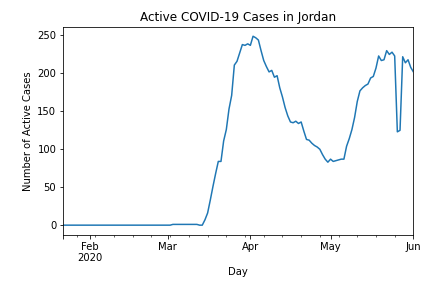 Active COVID-19 Cases in Jordan
250
200
150
100
50
0
Number of Active Cases
Feb
2020
Mar
Apr
May
Jun
Day